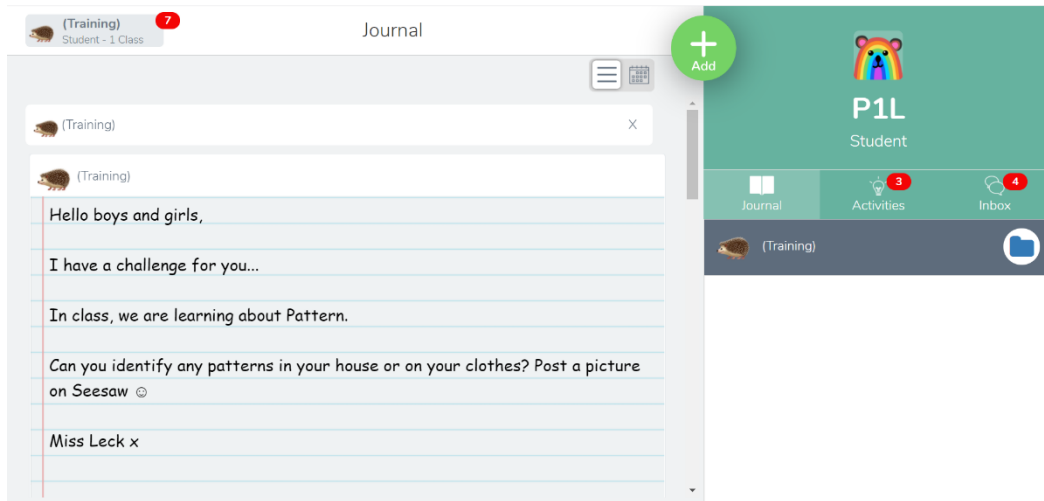 (Training)
Student - 1 Class
7
Journal
Add
(Training)
X
(Training)
Hello boys and girls,
I have a challenge for you...
In class, we are learning about Pattern.
Can you identify any patterns in your house or on your clothes? Post a picture
on Seesaw ☺
Miss Leck x
P1L
Student
Journal
3
Activities
4
Inbox
(Training)